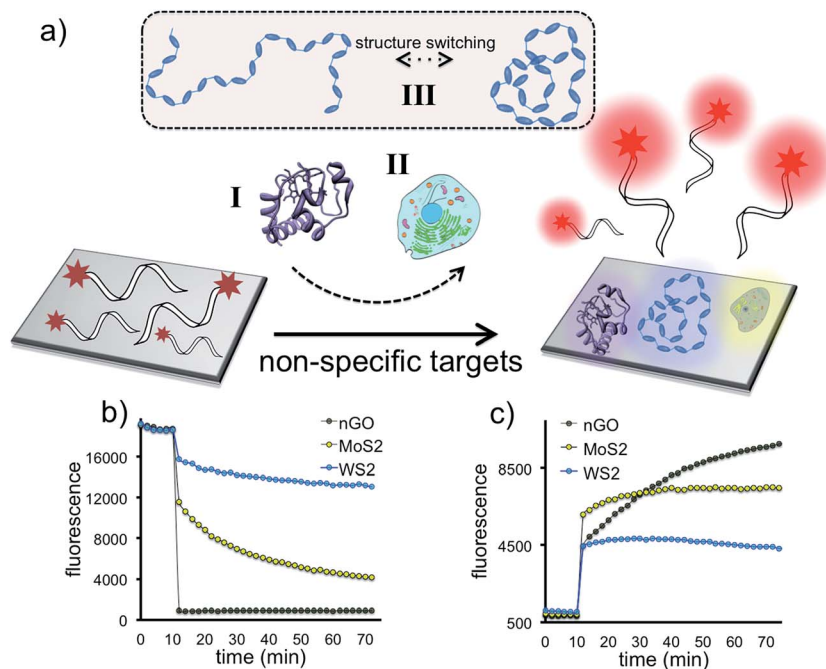 a)
structure switching
III
I
II
non-specific targets
b)
nGO
MoS2
WS2
16000
12000
8000
4000
0
fluorescence
0 10 20 30 40 50 60 70
time (min)
c)
nGO
MoS2
WS2
8500
4500
500
fluorescence
0 10 20 30 40 50 60 70
time (min)